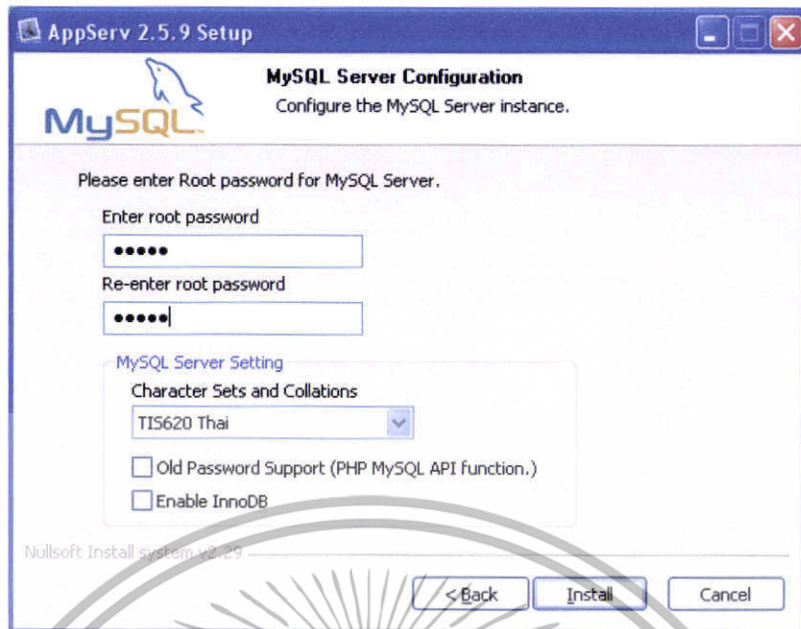 AppServ 2.5.9 Setup
MySQL
MySQL Server Configuration
Configure the MySQL Server instance.
Please enter Root password for MySQL Server.
Enter root password
•••••
Re-enter root password
•••••
MySQL Server Setting
Character Sets and Collations
TIS620 Thai
Old Password Support (PHP MySQL API function.)
Enable InnoDB
Nullsoft Install system v2.29
< Back Install Cancel